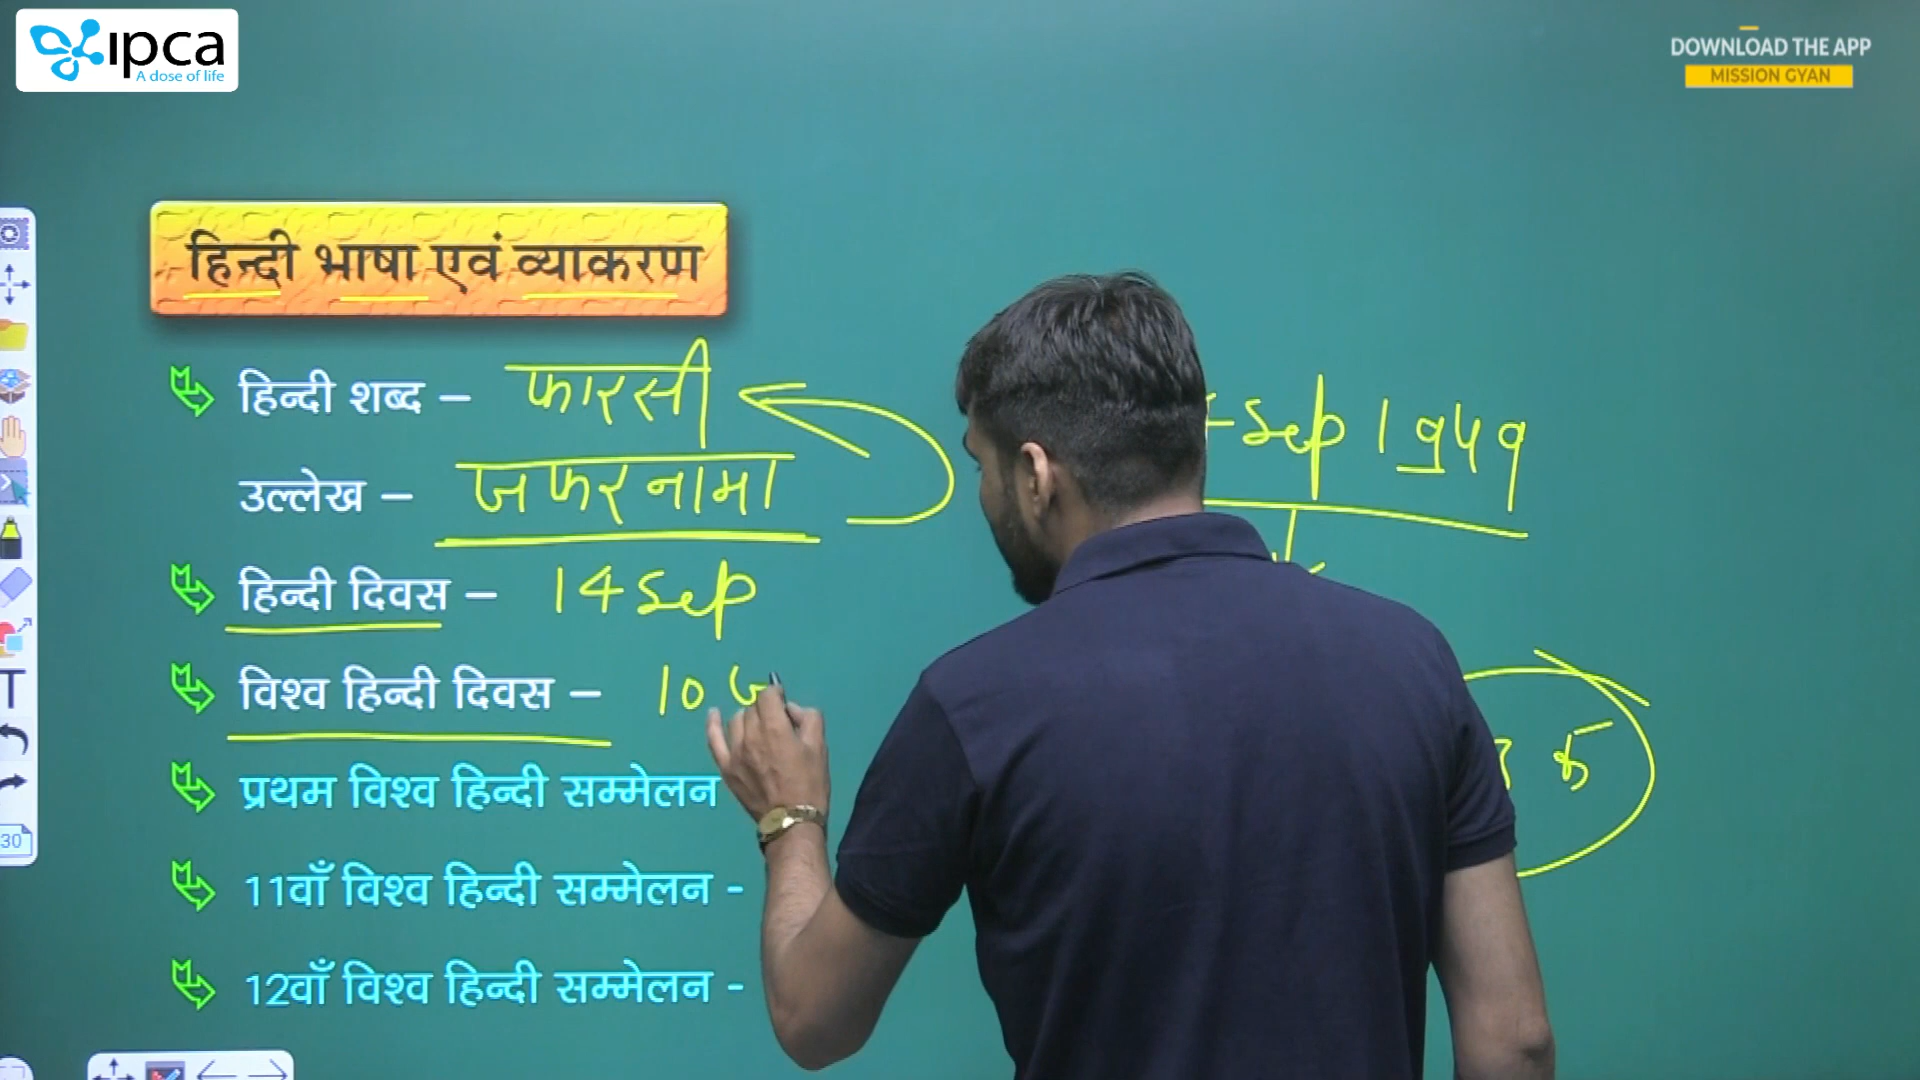 ipca
A dose of life
DOWNLOAD THE APP
MISSION GYAN
हिन्दी भाषा एवं व्याकरण
हिन्दी शब्द – फारसी
उल्लेख – जफरनामा
हिन्दी दिवस – 14 Sep
विश्व हिन्दी दिवस – 10
प्रथम विश्व हिन्दी सम्मेलन
11वाँ विश्व हिन्दी सम्मेलन -
12वाँ विश्व हिन्दी सम्मेलन -
Sep 1949
T
30